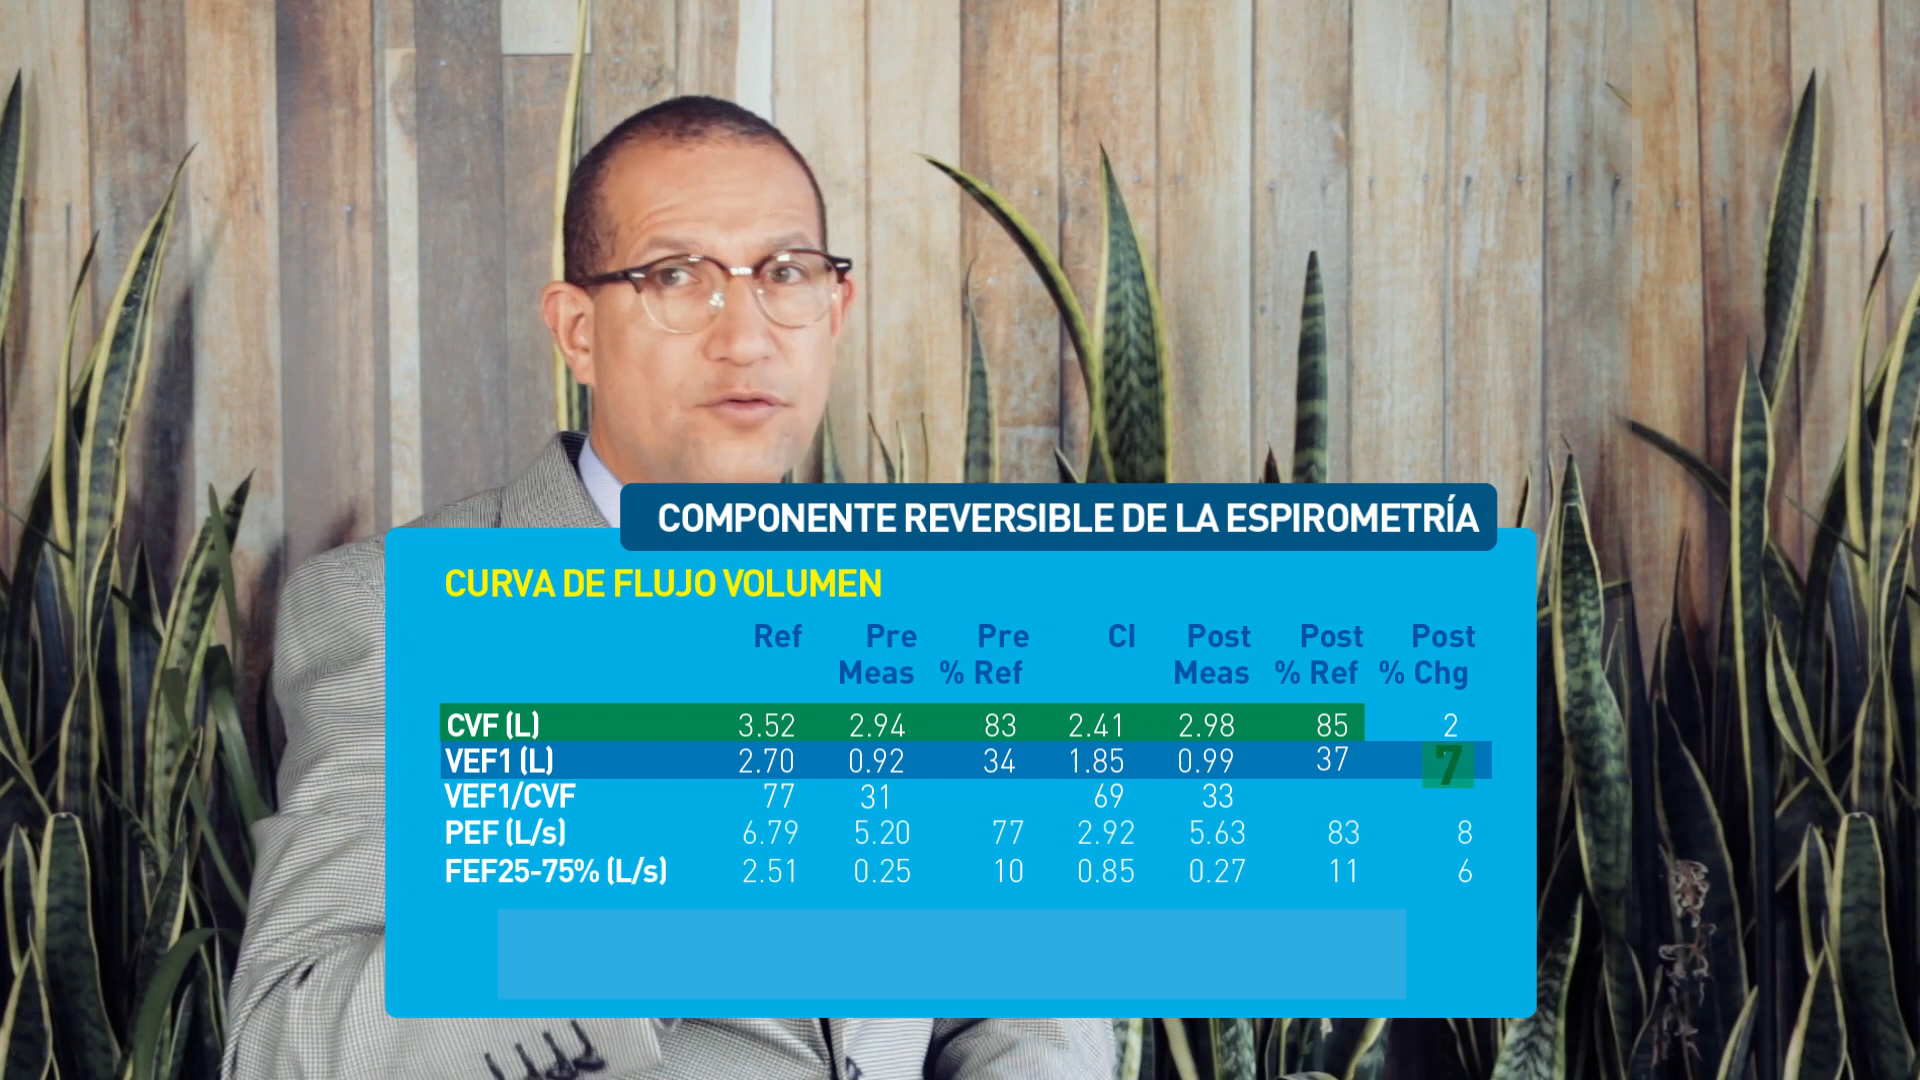 COMPONENTE REVERSIBLE DE LA ESPIROMETRÍA
CURVA DE FLUJO VOLUMEN
Ref Pre Meas Pre % Ref CI Post Meas Post % Ref Post % Chg
CVF (L) 3.52 2.94 83 2.41 2.98 85 2
VEF1 (L) 2.70 0.92 34 1.85 0.99 37 7
VEF1/CVF 77 31 69 33
PEF (L/s) 6.79 5.20 77 2.92 5.63 83 8
FEF25-75% (L/s) 2.51 0.25 10 0.85 0.27 11 6